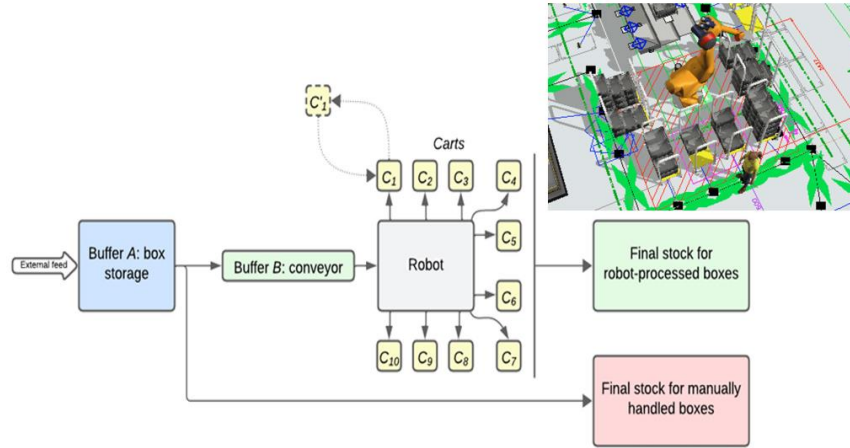 C'1
Carts
C1
C2
C3
C4
C5
C6
C7
C8
C9
C10
External feed
Buffer A: box
storage
Buffer B: conveyor
Robot
Final stock for
robot-processed boxes
Final stock for manually
handled boxes